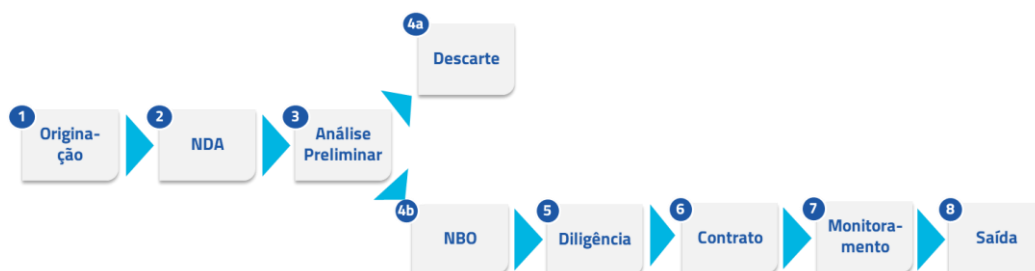 1
Origina-
ção
2
NDA
3
Análise
Preliminar
4a
Descarte
4b
NBO
5
Diligência
6
Contrato
7
Monitora-
mento
8
Saída